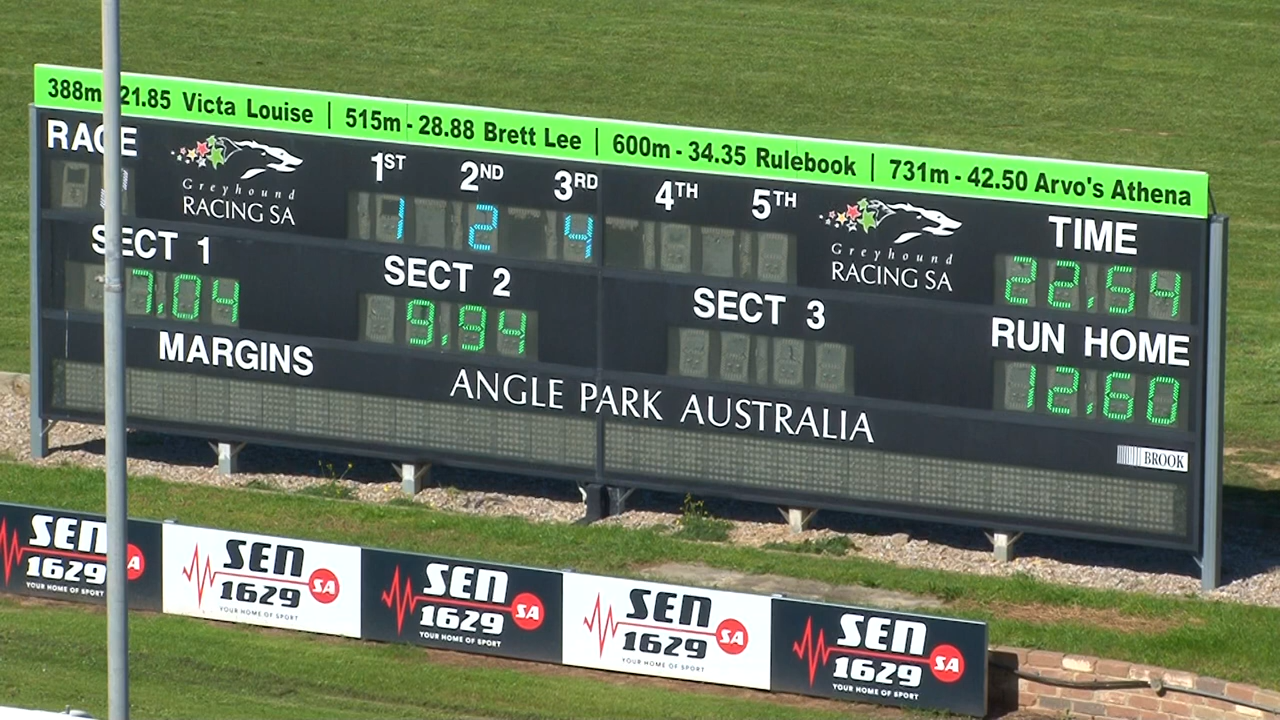 388m 21.85 Victa Louise | 515m - 28.88 Brett Lee | 600m - 34.35 Rulebook | 731m - 42.50 Arvo's Athena
RACE
Greyhound
RACING SA
1ST 2ND 3RD 4TH 5TH
1 2 4
Greyhound
RACING SA
TIME
22.54
SECT 1
7.04
SECT 2
9.94
SECT 3
RUN HOME
12.60
MARGINS
ANGLE PARK AUSTRALIA
BROOK
SEN
1629 A
YOUR HOME OF SPORT
SEN
1629 SA
YOUR HOME OF SPORT
SEN
1629 SA
YOUR HOME OF SPORT
SEN
1629 SA
YOUR HOME OF SPORT
SEN
1629 SA
YOUR HOME OF SPORT